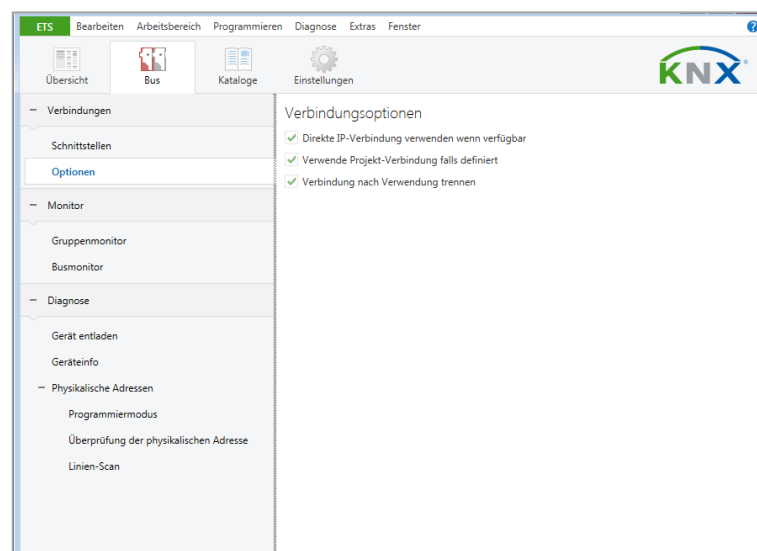 ETS Bearbeiten Arbeitsbereich Programmieren Diagnose Extras Fenster ?
Übersicht Bus Kataloge Einstellungen
KNX
Verbindungen
Schnittstellen
Optionen
Monitor
Gruppenmonitor
Busmonitor
Diagnose
Gerät entladen
Geräteinfo
Physikalische Adressen
Programmiermodus
Überprüfung der physikalischen Adresse
Linien-Scan
Verbindungsoptionen
Direkte IP-Verbindung verwenden wenn verfügbar
Verwende Projekt-Verbindung falls definiert
Verbindung nach Verwendung trennen